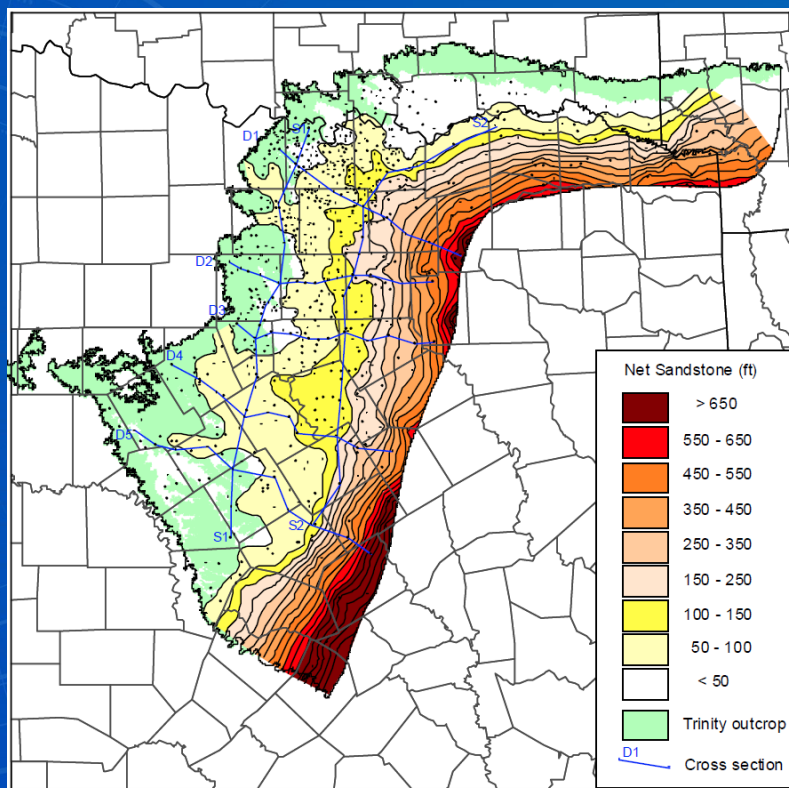 D1
S1
S2
D2
D3
D4
D5
S1
S2
Net Sandstone (ft)
> 650
550 - 650
450 - 550
350 - 450
250 - 350
150 - 250
100 - 150
50 - 100
< 50
Trinity outcrop
D1
Cross section